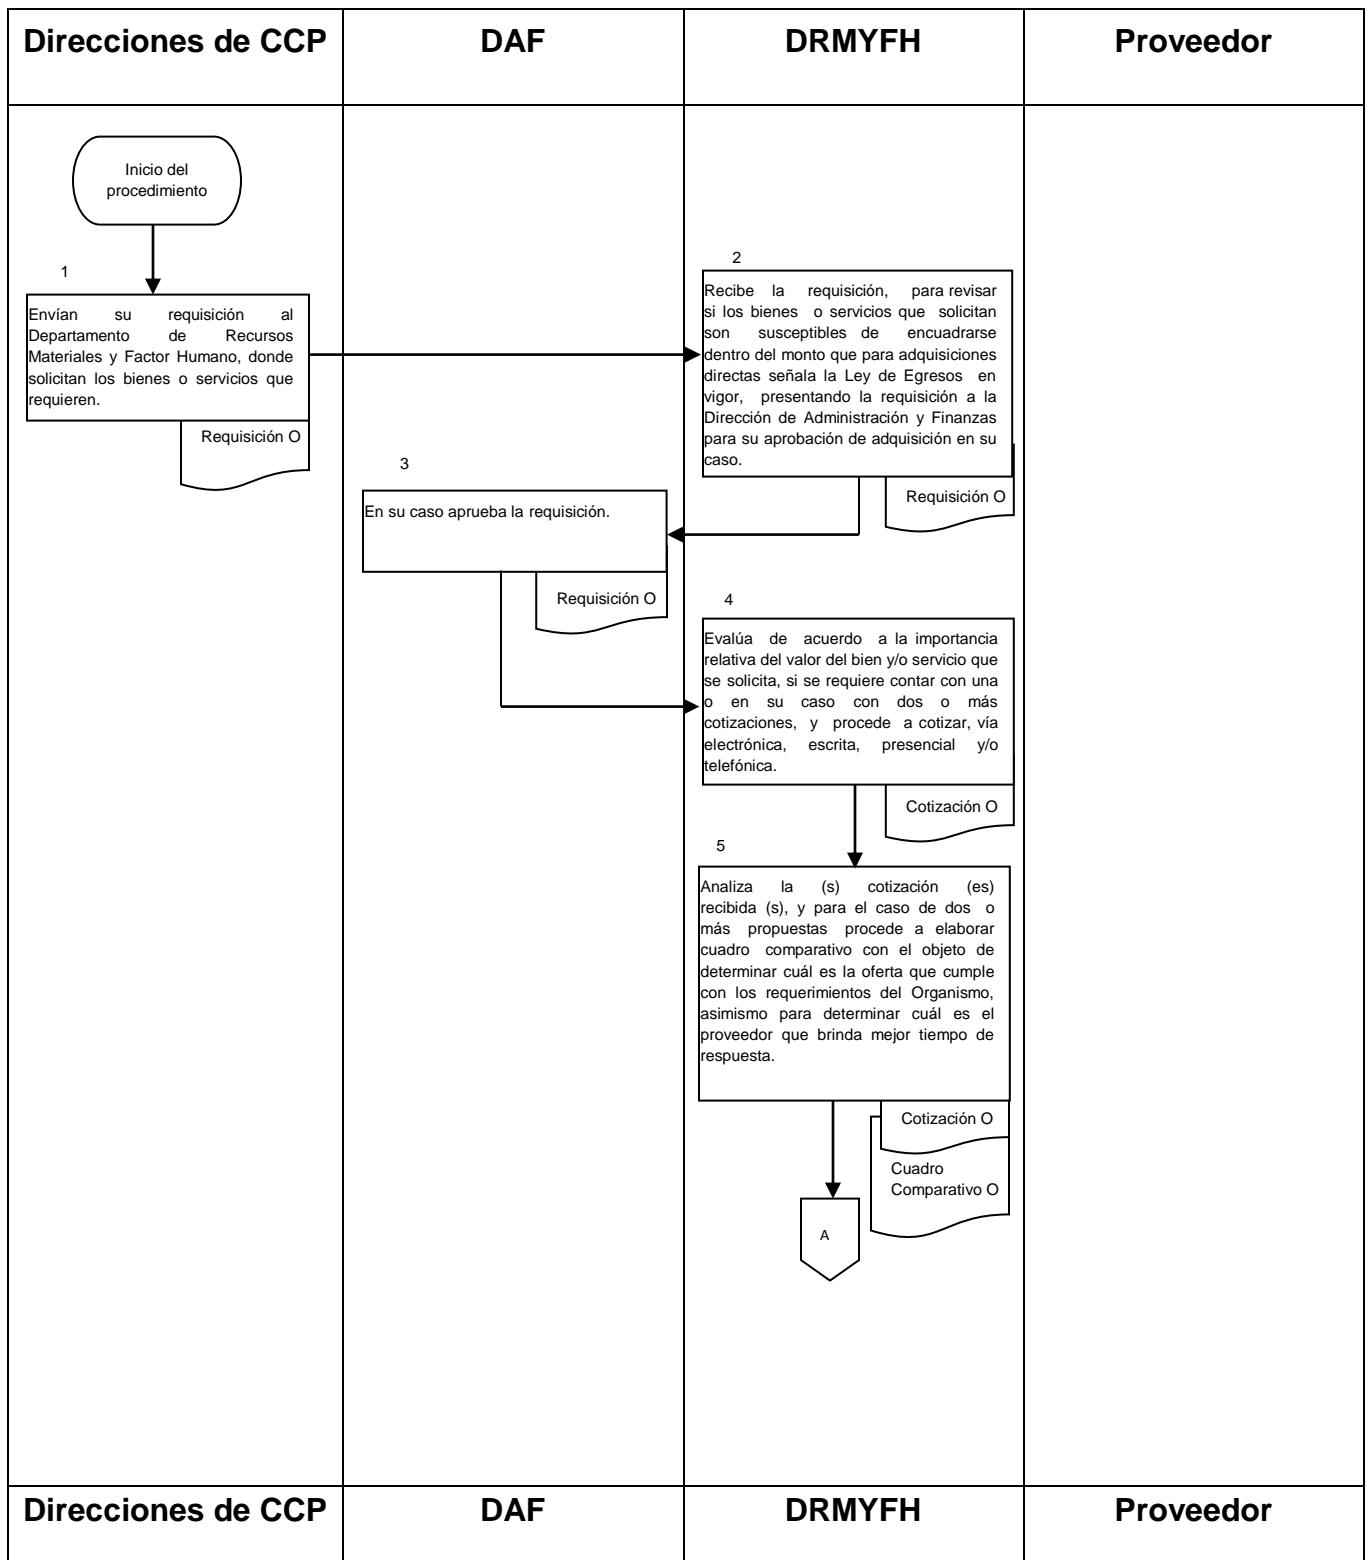 Direcciones de CCP
DAF
DRMYFH
Proveedor
Inicio del
procedimiento
1
Envían su requisición al
Departamento de Recursos
Materiales y Factor Humano, donde
solicitan los bienes o servicios que
requieren.
Requisición O
2
Recibe la requisición, para revisar
si los bienes o servicios que solicitan
son susceptibles de encuadrarse
dentro del monto que para adquisiciones
directas señala la Ley de Egresos en
vigor, presentando la requisición a la
Dirección de Administración y Finanzas
para su aprobación de adquisición en su
caso.
Requisición O
3
En su caso aprueba la requisición.
Requisición O
4
Evalúa de acuerdo a la importancia
relativa del valor del bien y/o servicio que
se solicita, si se requiere contar con una
o en su caso con dos o más
cotizaciones, y procede a cotizar, vía
electrónica, escrita, presencial y/o
telefónica.
Cotización O
5
Analiza la (s) cotización (es)
recibida (s), y para el caso de dos o
más propuestas procede a elaborar
cuadro comparativo con el objeto de
determinar cuál es la oferta que cumple
con los requerimientos del Organismo,
asimismo para determinar cuál es el
proveedor que brinda mejor tiempo de
respuesta.
Cotización O
Cuadro
Comparativo O
A
Direcciones de CCP
DAF
DRMYFH
Proveedor